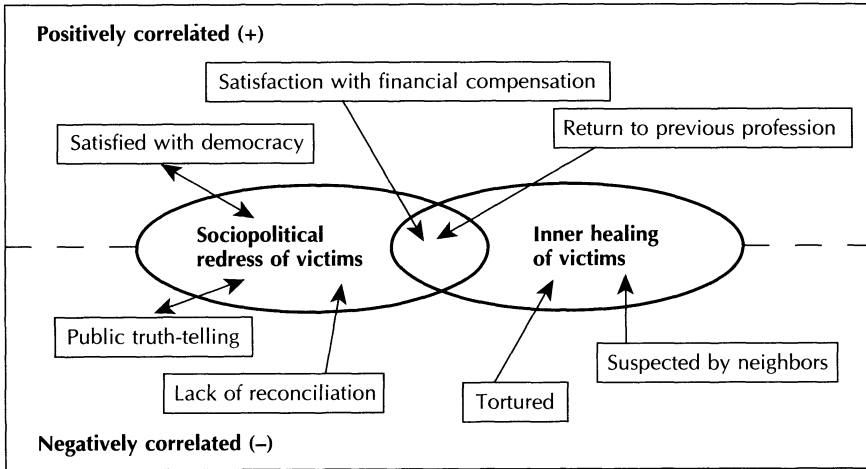 Positively correlated (+)
Satisfaction with financial compensation
Return to previous profession
Satisfied with democracy
Sociopolitical
redress of victims
Inner healing
of victims
Public truth-telling
Suspected by neighbors
Lack of reconciliation
Tortured
Negatively correlated (–)